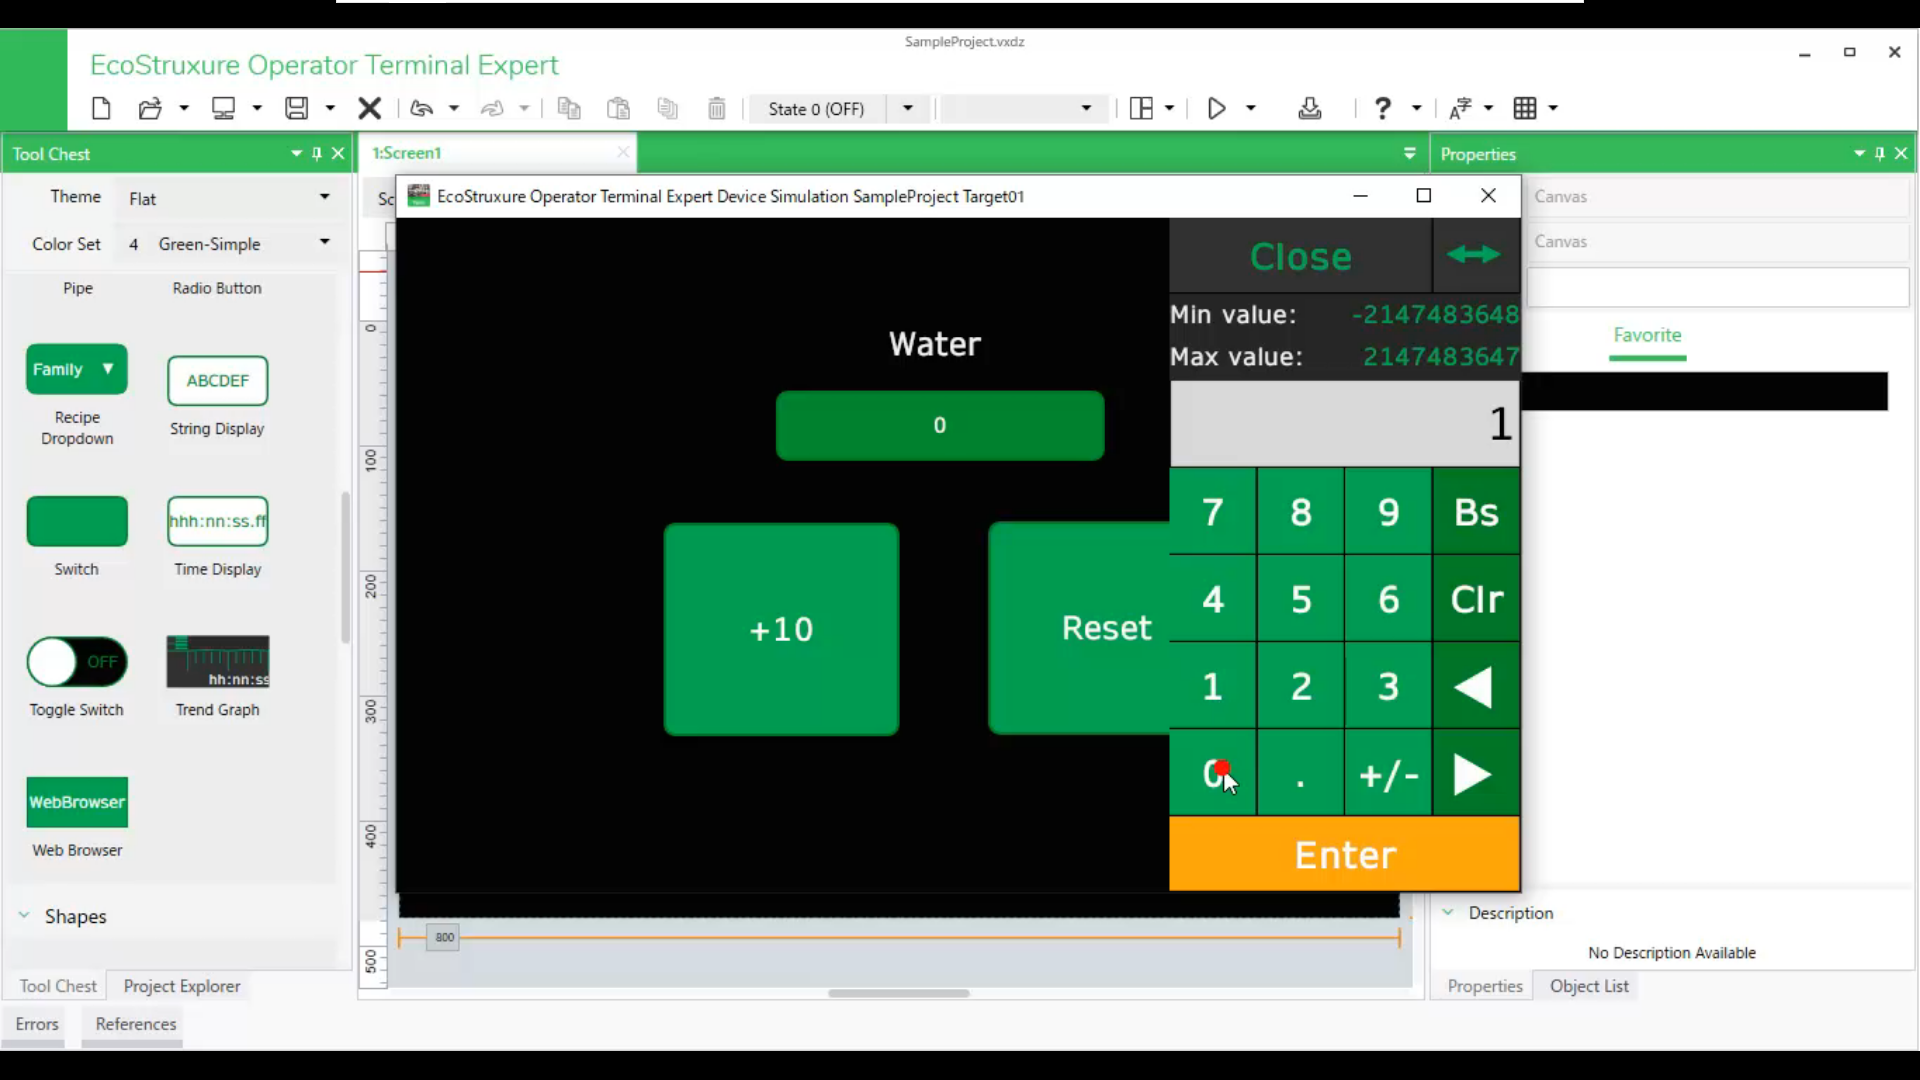 SampleProject.vxdz
EcoStruxure Operator Terminal Expert
State 0 (OFF)
Tool Chest
1:Screen1
Properties
Theme
Flat
Color Set
4
Green-Simple
Pipe
Radio Button
Family
ABCDEF
Recipe
Dropdown
String Display
hhh:nn:ss.ff
Switch
Time Display
OFF
hh:nn:ss
Toggle Switch
Trend Graph
WebBrowser
Web Browser
Shapes
Tool Chest
Project Explorer
Errors
References
Sc
0
100
200
300
400
500
EcoStruxure Operator Terminal Expert Device Simulation SampleProject Target01
Water
0
+10
Reset
Close
Min value:
-2147483648
Max value:
2147483647
1
7
8
9
Bs
4
5
6
Clr
1
2
3
0
.
+/-
Enter
800
Canvas
Canvas
Favorite
Description
No Description Available
Properties
Object List